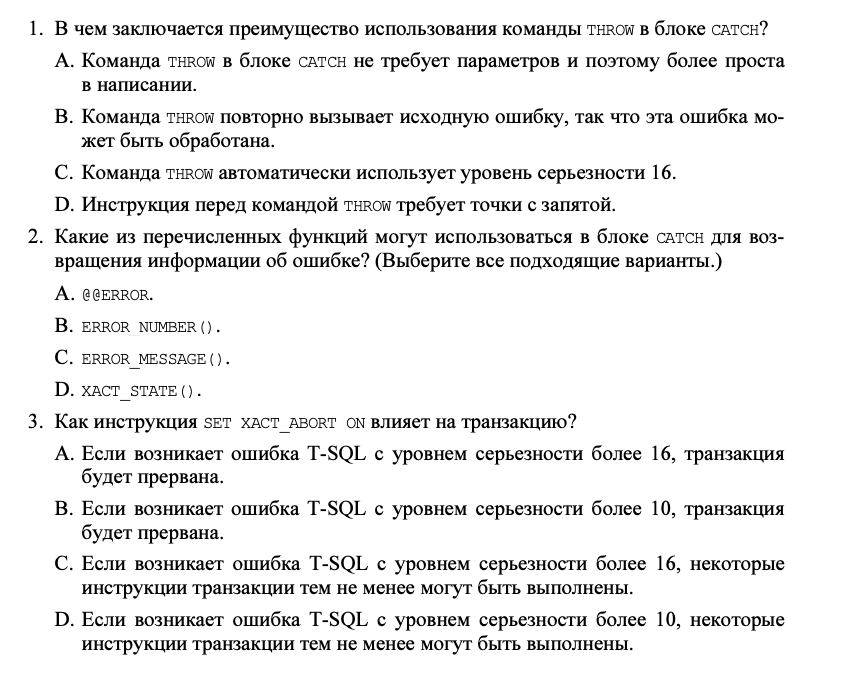 1. В чем заключается преимущество использования команды THROW в блоке CATCH?
A. Команда THROW в блоке CATCH не требует параметров и поэтому более проста
в написании.
B. Команда THROW повторно вызывает исходную ошибку, так что эта ошибка мо-
жет быть обработана.
C. Команда THROW автоматически использует уровень серьезности 16.
D. Инструкция перед командой THROW требует точки с запятой.
2. Какие из перечисленных функций могут использоваться в блоке CATCH для воз-
вращения информации об ошибке? (Выберите все подходящие варианты.)
A. @@ERROR.
B. ERROR_NUMBER().
C. ERROR_MESSAGE().
D. XACT_STATE().
3. Как инструкция SET XACT_ABORT ON влияет на транзакцию?
A. Если возникает ошибка T-SQL с уровнем серьезности более 16, транзакция
будет прервана.
B. Если возникает ошибка T-SQL с уровнем серьезности более 10, транзакция
будет прервана.
C. Если возникает ошибка T-SQL с уровнем серьезности более 16, некоторые
инструкции транзакции тем не менее могут быть выполнены.
D. Если возникает ошибка T-SQL с уровнем серьезности более 10, некоторые
инструкции транзакции тем не менее могут быть выполнены.